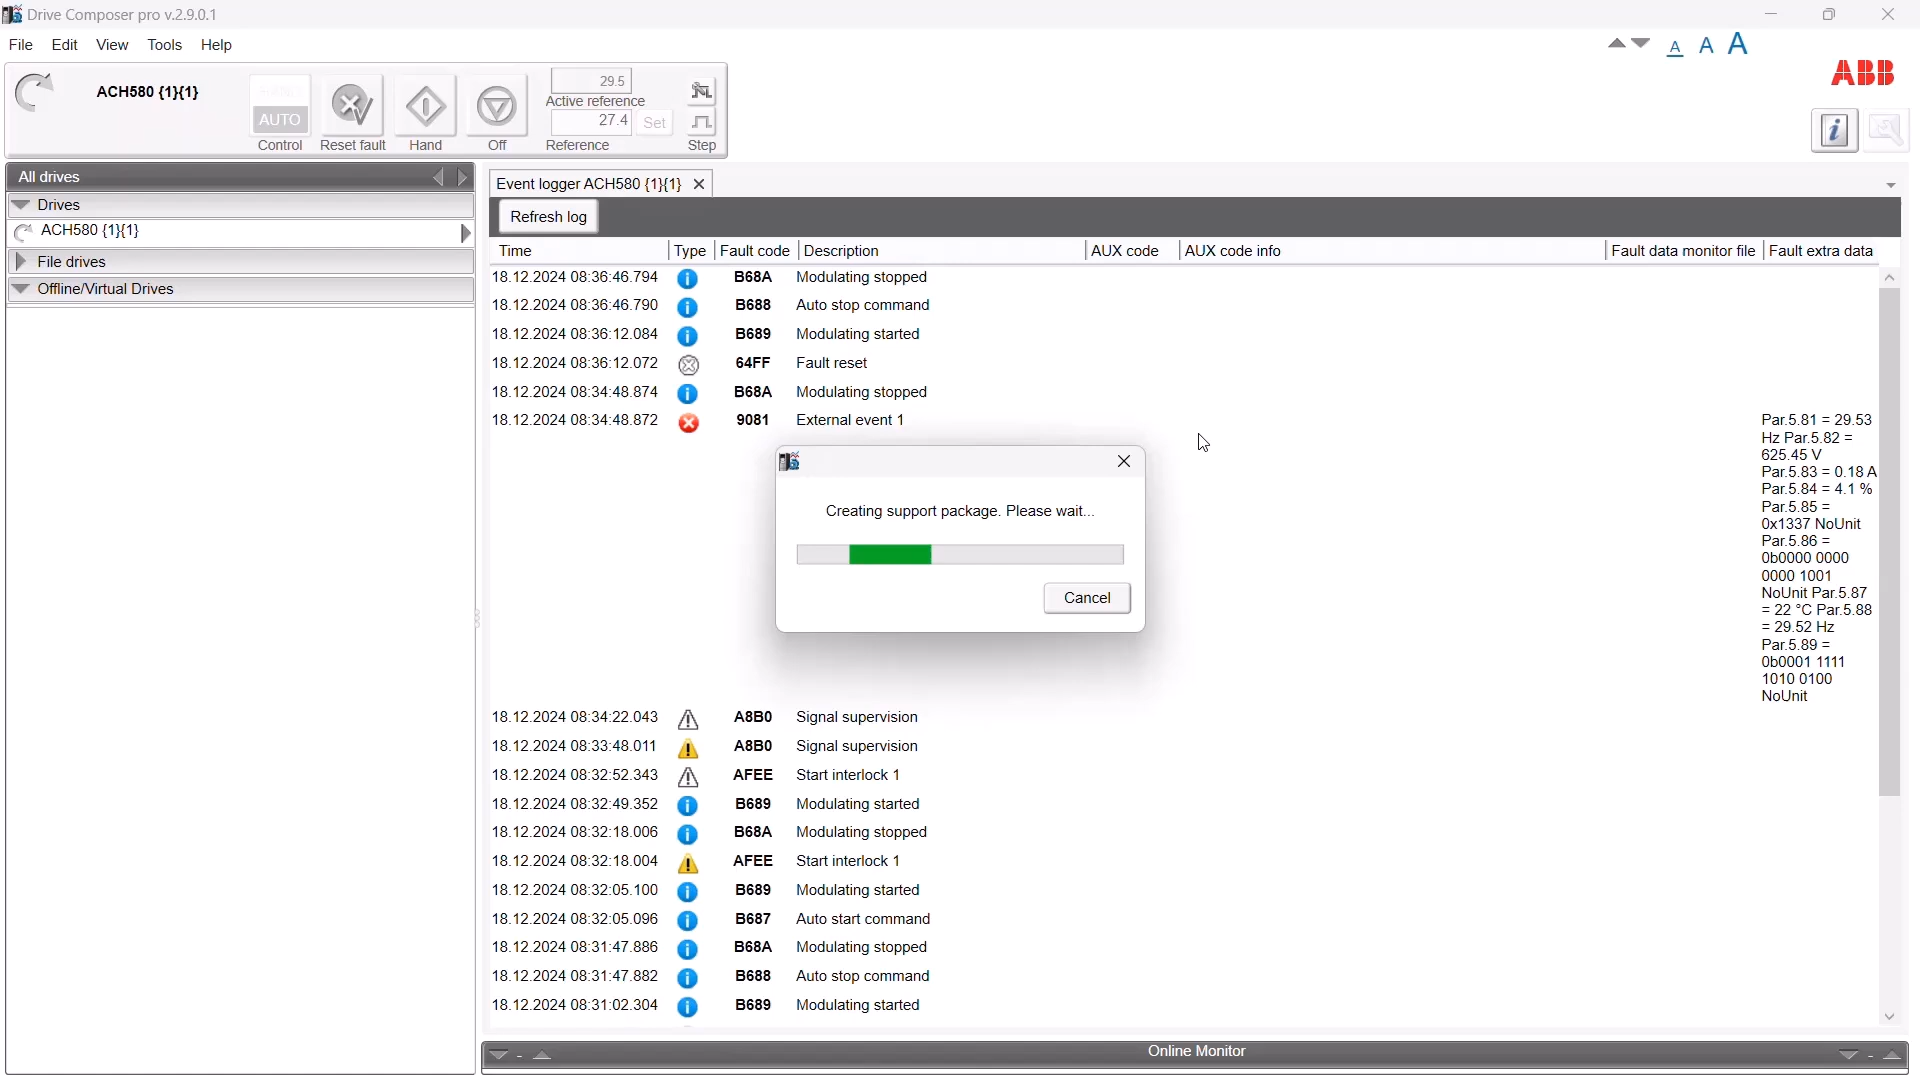 Drive Composer pro v.2.9.0.1
File Edit View Tools Help
A A A
ABB
ACH580 {1}{1}
AUTO
Control
Reset fault
Hand
Off
29.5
Active reference
27.4 Set
Reference
Step
All drives
Drives
ACH580 {1}{1}
File drives
Offline/Virtual Drives
Event logger ACH580 {1}{1}
Refresh log
Time Type Fault code Description AUX code AUX code info Fault data monitor file Fault extra data
18.12.2024 08:36:46.794 B68A Modulating stopped
18.12.2024 08:36:46.790 B688 Auto stop command
18.12.2024 08:36:12.084 B689 Modulating started
18.12.2024 08:36:12.072 64FF Fault reset
18.12.2024 08:34:48.874 B68A Modulating stopped
18.12.2024 08:34:48.872 9081 External event 1
Par.5.81 = 29.53
Hz Par.5.82 =
625.45 V
Par.5.83 = 0.18 A
Par.5.84 = 4.1 %
Par.5.85 =
0x1337 NoUnit
Par.5.86 =
0b0000 0000
0000 1001
NoUnit Par.5.87
= 22 °C Par.5.88
= 29.52 Hz
Par.5.89 =
0b0001 1111
1010 0100
NoUnit
Creating support package. Please wait...
Cancel
18.12.2024 08:34:22.043 A8B0 Signal supervision
18.12.2024 08:33:48.011 A8B0 Signal supervision
18.12.2024 08:32:52.343 AFEE Start interlock 1
18.12.2024 08:32:49.352 B689 Modulating started
18.12.2024 08:32:18.006 B68A Modulating stopped
18.12.2024 08:32:18.004 AFEE Start interlock 1
18.12.2024 08:32:05.100 B689 Modulating started
18.12.2024 08:32:05.096 B687 Auto start command
18.12.2024 08:31:47.886 B68A Modulating stopped
18.12.2024 08:31:47.882 B688 Auto stop command
18.12.2024 08:31:02.304 B689 Modulating started
Online Monitor